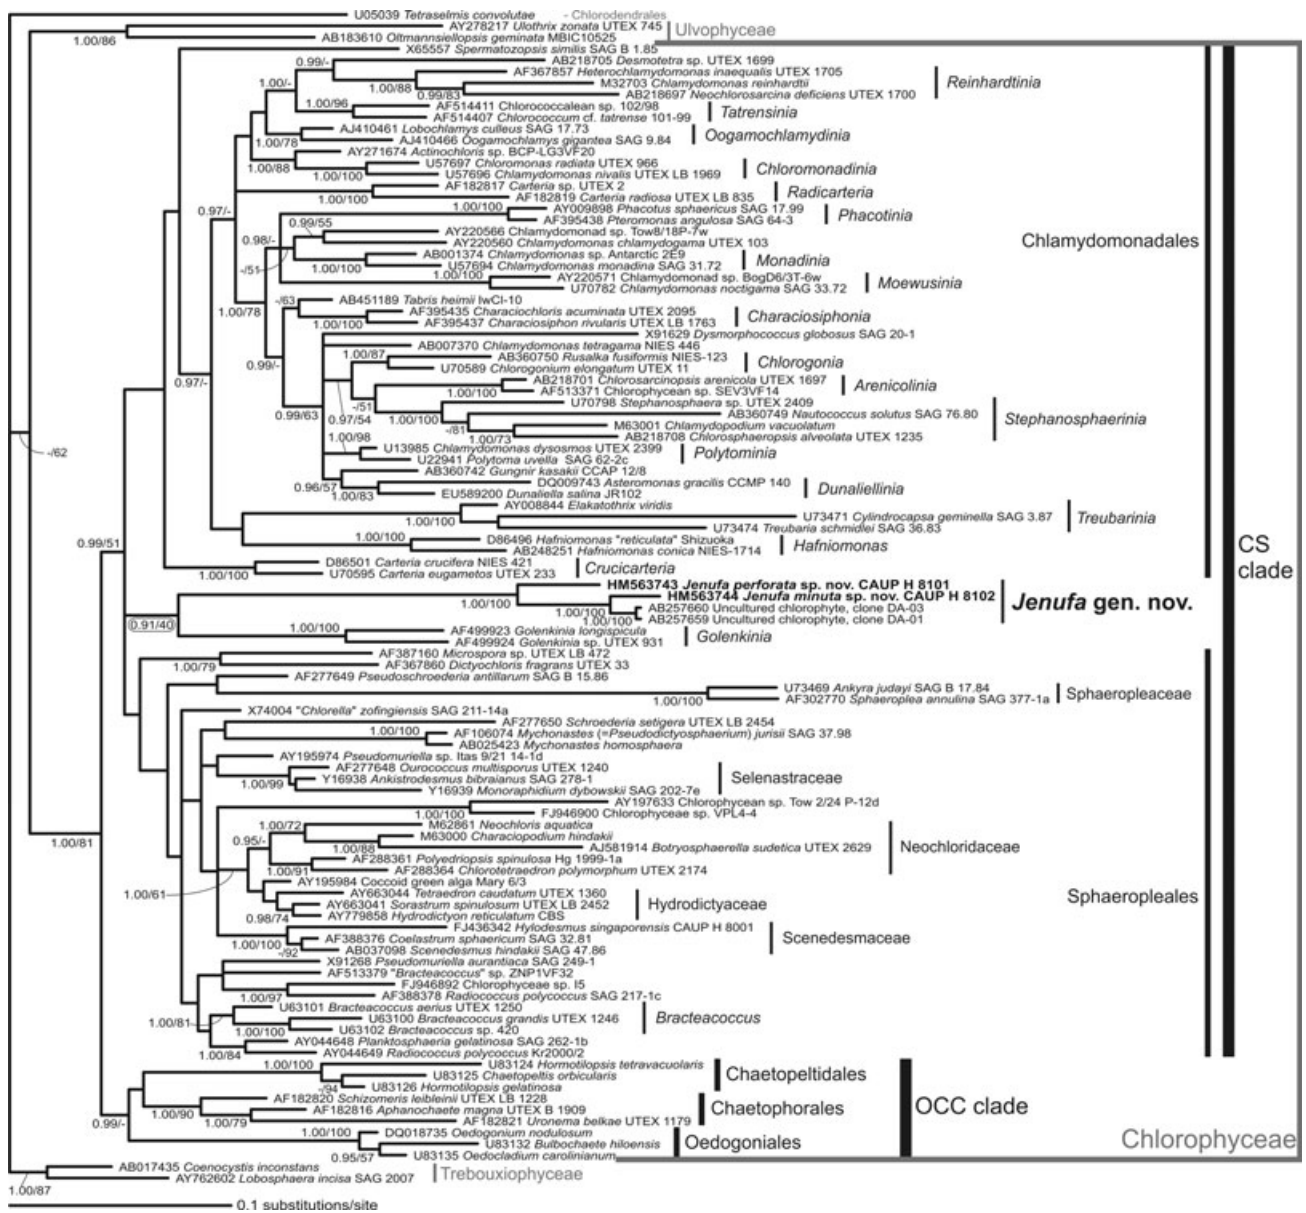 U05039 Tetraselmis convolutae - Chlorodendrales
AY278217 Ulothrix zonata UTEX 745
1.00/86
AB183610 Oltmannsiellopsis geminata MBIC10525
Ulvophyceae
X65557 Spermatozopsis similis SAG B 1.85
0.99/-
AB218705 Desmotetra sp. UTEX 1699
AF367857 Heterochlamydomonas inaequalis UTEX 1705
1.00/-
1.00/88
M32703 Chlamydomonas reinhardtii
0.99/83
AB218697 Neochlorosarcina deficiens UTEX 1700
Reinhardtinia
1.00/96
AF514411 Chlorococcalean sp. 102/98
AF514407 Chlorococcum cf. tatrense 101-99
Tatrensinia
AJ410461 Lobochlamys culleus SAG 17.73
1.00/78
AJ410466 Oogamochlamys gigantea SAG 9.84
Oogamochlamydinia
AY271674 Actinochloris sp. BCP-LG3VF20
1.00/88
U57697 Chloromonas radiata UTEX 966
1.00/100
U57696 Chlamydomonas nivalis UTEX LB 1969
Chloromonadinia
AF182817 Carteria sp. UTEX 2
1.00/100
AF182819 Carteria radiosa UTEX LB 835
Radicarteria
0.97/-
1.00/100
AY009898 Phacotus sphaericus SAG 17.99
AF395438 Pteromonas angulosa SAG 64-3
Phacotinia
0.99/55
AY220566 Chlamydomonad sp. Tow8/18P-7w
0.98/-
AY220560 Chlamydomonas chlamydogama UTEX 103
AB001374 Chlamydomonas sp. Antarctic 2E9
-/51
1.00/100
U57694 Chlamydomonas monadina SAG 31.72
Monadinia
1.00/100
AY220571 Chlamydomonad sp. BogD6/3T-6w
U70782 Chlamydomonas noctigama SAG 33.72
Moewusinia
Chlamydomonadales
-/63
AB451189 Tabris heimii IwCl-10
1.00/78
AF395435 Characiochloris acuminata UTEX 2095
1.00/100
AF395437 Characiosiphon rivularis UTEX LB 1763
Characiosiphonia
X91629 Dysmorphococcus globosus SAG 20-1
AB007370 Chlamydomonas tetragama NIES 446
1.00/87
AB360750 Rusalka fusiformis NIES-123
0.99/-
U70589 Chlorogonium elongatum UTEX 11
Chlorogonia
0.97/-
AB218701 Chlorosarcinopsis arenicola UTEX 1697
1.00/100
AF513371 Chlorophycean sp. SEV3VF14
Arenicolinia
-/51
U70798 Stephanosphaera sp. UTEX 2409
0.99/63
0.97/54
1.00/100
AB360749 Nautococcus solutus SAG 76.80
-/81
M63001 Chlamydopodium vacuolatum
1.00/98
1.00/73
AB218708 Chlorosphaeropsis alveolata UTEX 1235
Stephanosphaerinia
U13985 Chlamydomonas dysosmos UTEX 2399
U22941 Polytoma uvella SAG 62-2c
Polytominia
-/62
AB360742 Gungnir kasakii CCAP 12/8
DQ009743 Asteromonas gracilis CCMP 140
0.96/57
1.00/83
EU589200 Dunaliella salina JR102
Dunaliellinia
AY008844 Elakatothrix viridis
U73471 Cylindrocapsa geminella SAG 3.87
1.00/100
U73474 Treubaria schmidlei SAG 36.83
Treubarinia
D86496 Hafniomonas "reticulata" Shizuoka
1.00/100
AB248251 Hafniomonas conica NIES-1714
Hafniomonas
0.99/51
CS clade
D86501 Carteria crucifera NIES 421
1.00/100
U70595 Carteria eugametos UTEX 233
Crucicarteria
HM563743 Jenufa perforata sp. nov. CAUP H 8101
HM563744 Jenufa minuta sp. nov. CAUP H 8102
1.00/100
AB257660 Uncultured chlorophyte, clone DA-03
1.00/100
1.00/100
AB257659 Uncultured chlorophyte, clone DA-01
Jenufa gen. nov.
0.91/40
1.00/100
AF499923 Golenkinia longispicula
AF499924 Golenkinia sp. UTEX 931
Golenkinia
AF387160 Microspora sp. UTEX LB 472
1.00/79
AF367860 Dictyochloris fragrans UTEX 33
AF277649 Pseudoschroederia antillarum SAG B 15.86
U73469 Ankyra judayi SAG B 17.84
1.00/100
AF302770 Sphaeroplea annulina SAG 377-1a
Sphaeropleaceae
X74004 "Chlorella" zofingiensis SAG 211-14a
AF277650 Schroederia setigera UTEX LB 2454
1.00/100
AF106074 Mychonastes (=Pseudodictyosphaerium) jurisii SAG 37.98
AB025423 Mychonastes homosphaera
AY195974 Pseudomuriella sp. Itas 9/21 14-1d
AF277648 Ourococcus multisporus UTEX 1240
Y16938 Ankistrodesmus bibraianus SAG 278-1
1.00/99
Y16939 Monoraphidium dybowskii SAG 202-7e
Selenastraceae
AY197633 Chlorophycean sp. Tow 2/24 P-12d
1.00/100
FJ946900 Chlorophyceae sp. VPL4-4
1.00/72
M62861 Neochloris aquatica
1.00/81
0.95/-
M63000 Characiopodium hindakii
1.00/88
AJ581914 Botryosphaerella sudetica UTEX 2629
AF288361 Polyedriopsis spinulosa Hg 1999-1a
1.00/91
AF288364 Chlorotetraedron polymorphum UTEX 2174
Neochloridaceae
AY195984 Coccoid green alga Mary 6/3
1.00/61
AY663044 Tetraedron caudatum UTEX 1360
AY663041 Sorastrum spinulosum UTEX LB 2452
0.98/74
AY779858 Hydrodictyon reticulatum CBS
Hydrodictyaceae
Sphaeropleales
FJ436342 Hylodesmus singaporensis CAUP H 8001
1.00/100
AF388376 Coelastrum sphaericum SAG 32.81
-/92
AB037098 Scenedesmus hindakii SAG 47.86
Scenedesmaceae
X91268 Pseudomuriella aurantiaca SAG 249-1
AF513379 "Bracteacoccus" sp. ZNP1VF32
FJ946892 Chlorophyceae sp. I5
1.00/97
AF388378 Radiococcus polycoccus SAG 217-1c
U63101 Bracteacoccus aerius UTEX 1250
1.00/81
U63100 Bracteacoccus grandis UTEX 1246
1.00/100
U63102 Bracteacoccus sp. 420
Bracteacoccus
AY044648 Planktosphaeria gelatinosa SAG 262-1b
1.00/84
AY044649 Radiococcus polycoccus Kr2000/2
1.00/100
U83124 Hormotilopsis tetravacuolaris
U83125 Chaetopeltis orbicularis
-/94
U83126 Hormotilopsis gelatinosa
Chaetopeltidales
AF182820 Schizomeris leibleinii UTEX LB 1228
1.00/90
AF182816 Aphanochaete magna UTEX B 1909
1.00/79
AF182821 Uronema belkae UTEX 1179
Chaetophorales
OCC clade
0.99/-
1.00/100
DQ018735 Oedogonium nodulosum
U83132 Bulbochaete hiloensis
0.95/57
U83135 Oedocladium carolinianum
Oedogoniales
Chlorophyceae
AB017435 Coenocystis inconstans
AY762602 Lobosphaera incisa SAG 2007
1.00/87
Trebouxiophyceae
0.1 substitutions/site